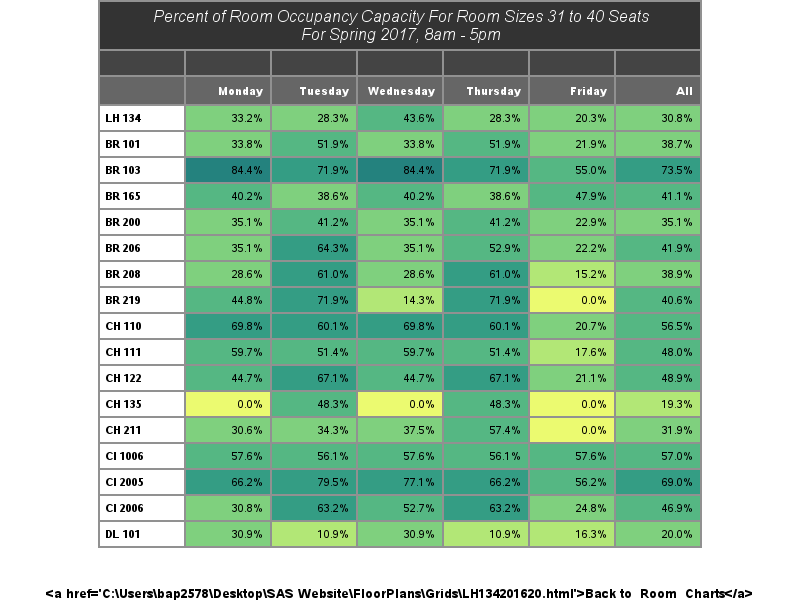 Percent of Room Occupancy Capacity For Room Sizes 31 to 40 Seats
For Spring 2017, 8am - 5pm
Monday Tuesday Wednesday Thursday Friday All
LH 134 33.2% 28.3% 43.6% 28.3% 20.3% 30.8%
BR 101 33.8% 51.9% 33.8% 51.9% 21.9% 38.7%
BR 103 84.4% 71.9% 84.4% 71.9% 55.0% 73.5%
BR 165 40.2% 38.6% 40.2% 38.6% 47.9% 41.1%
BR 200 35.1% 41.2% 35.1% 41.2% 22.9% 35.1%
BR 206 35.1% 64.3% 35.1% 52.9% 22.2% 41.9%
BR 208 28.6% 61.0% 28.6% 61.0% 15.2% 38.9%
BR 219 44.8% 71.9% 14.3% 71.9% 0.0% 40.6%
CH 110 69.8% 60.1% 69.8% 60.1% 20.7% 56.5%
CH 111 59.7% 51.4% 59.7% 51.4% 17.6% 48.0%
CH 122 44.7% 67.1% 44.7% 67.1% 21.1% 48.9%
CH 135 0.0% 48.3% 0.0% 48.3% 0.0% 19.3%
CH 211 30.6% 34.3% 37.5% 57.4% 0.0% 31.9%
CI 1006 57.6% 56.1% 57.6% 56.1% 57.6% 57.0%
CI 2005 66.2% 79.5% 77.1% 66.2% 56.2% 69.0%
CI 2006 30.8% 63.2% 52.7% 63.2% 24.8% 46.9%
DL 101 30.9% 10.9% 30.9% 10.9% 16.3% 20.0%
<a href='C:\Users\bap2578\Desktop\SAS Website\FloorPlans\Grids\LH134201620.html'>Back to Room Charts</a>